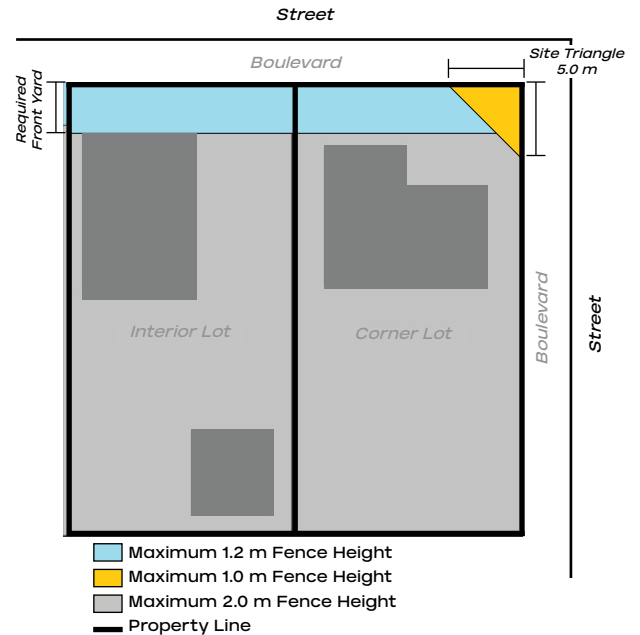 Street
Boulevard
Site Triangle
5.0 m
Required
Front Yard
Interior Lot
Corner Lot
Boulevard
Street
Maximum 1.2 m Fence Height
Maximum 1.0 m Fence Height
Maximum 2.0 m Fence Height
Property Line